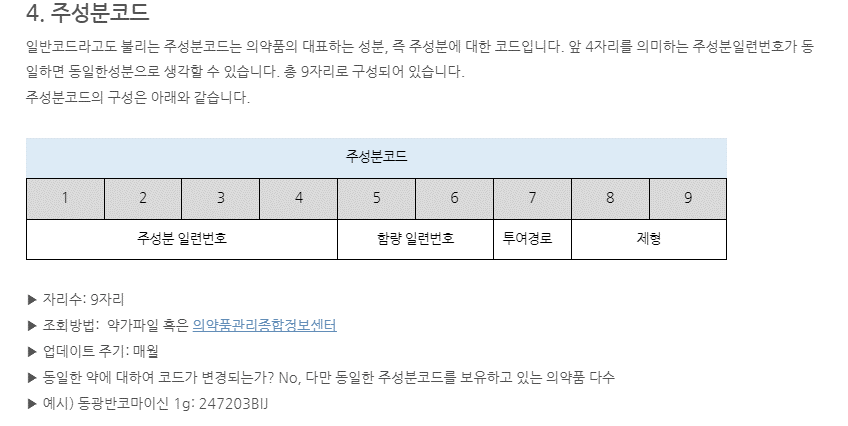 4. 주성분코드
일반코드라고도 불리는 주성분코드는 의약품의 대표하는 성분, 즉 주성분에 대한 코드입니다. 앞 4자리를 의미하는 주성분일련번호가 동
일하면 동일한성분으로 생각할 수 있습니다. 총 9자리로 구성되어 있습니다.
주성분코드의 구성은 아래와 같습니다.
주성분코드
1 2 3 4 5 6 7 8 9
주성분 일련번호 함량 일련번호 투여경로 제형
▶ 자리수: 9자리
▶ 조회방법: 약가파일 혹은 의약품관리종합정보센터
▶ 업데이트 주기: 매월
▶ 동일한 약에 대하여 코드가 변경되는가? No, 다만 동일한 주성분코드를 보유하고 있는 의약품 다수
▶ 예시) 동광반코마이신 1g: 247203BIJ